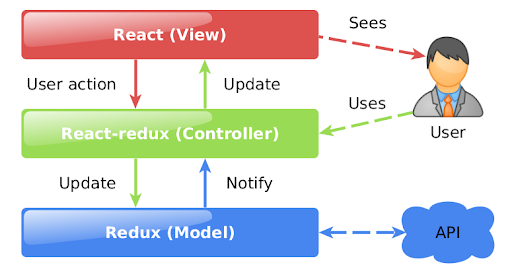 React (View)
Sees
User action
Update
Uses
React-redux (Controller)
User
Update
Notify
Redux (Model)
API